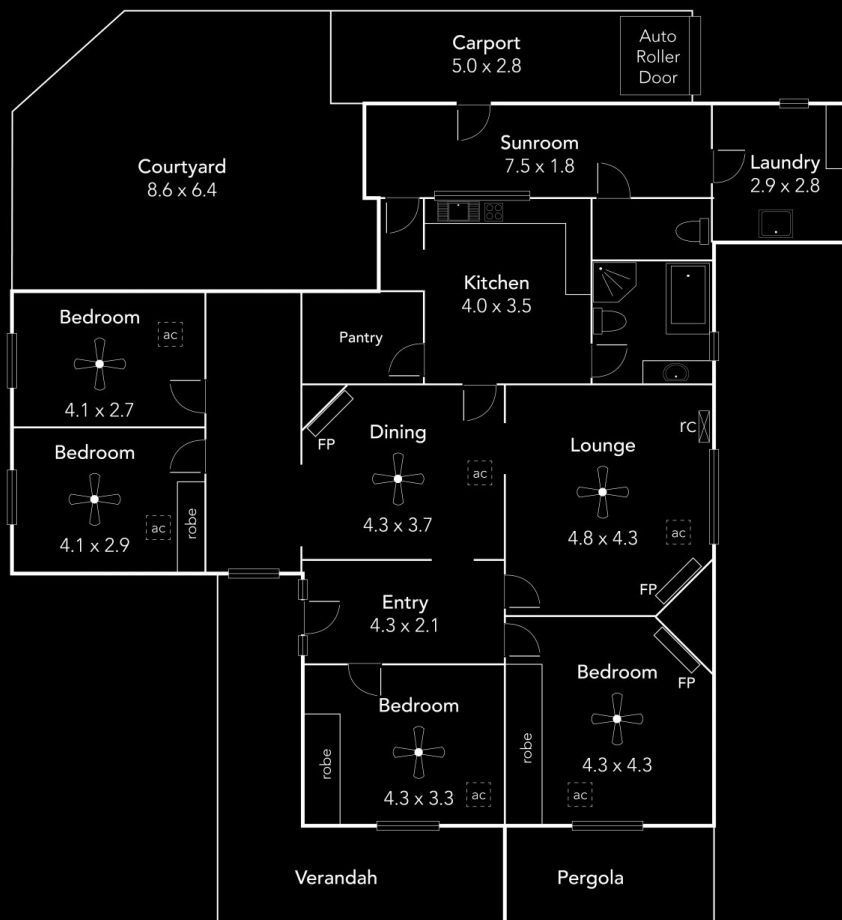 Carport
5.0 x 2.8
Auto
Roller
Door
Sunroom
7.5 x 1.8
Courtyard
8.6 x 6.4
Laundry
2.9 x 2.8
Kitchen
4.0 x 3.5
Pantry
Bedroom
ac
4.1 x 2.7
Bedroom
ac
robe
4.1 x 2.9
FP
Dining
ac
4.3 x 3.7
rc
Lounge
4.8 x 4.3
ac
FP
Entry
4.3 x 2.1
Bedroom
robe
4.3 x 3.3
ac
FP
Bedroom
robe
4.3 x 4.3
ac
Verandah
Pergola